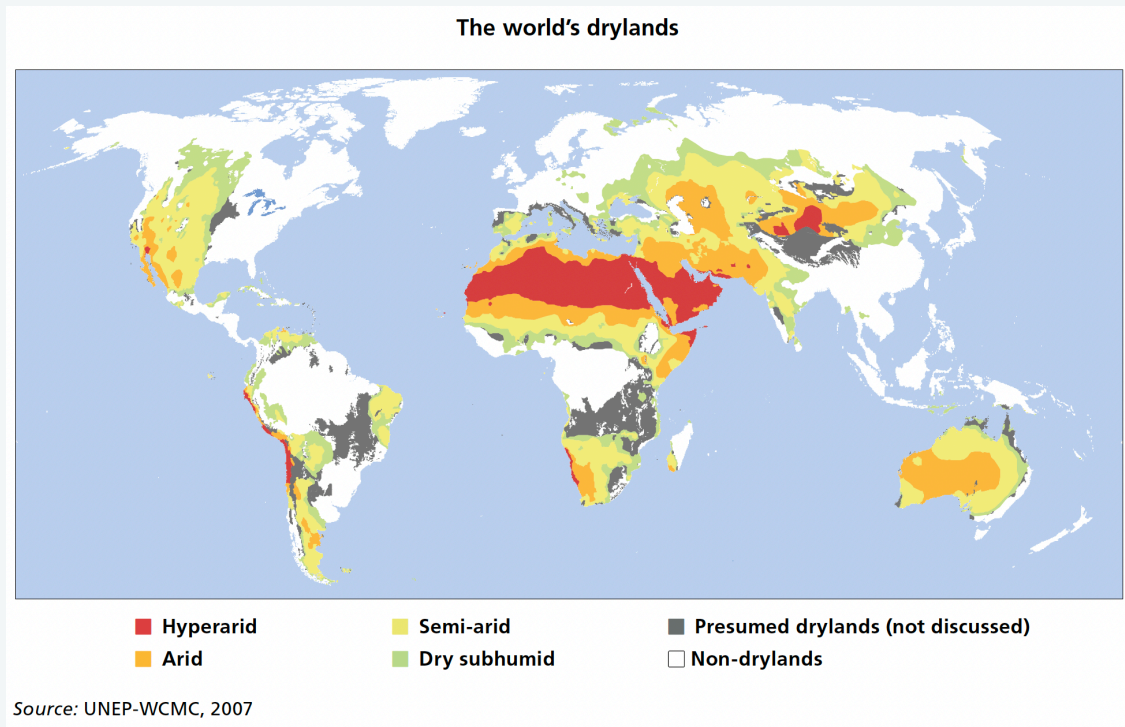 The world's drylands
Hyperarid
Semi-arid
Presumed drylands (not discussed)
Arid
Dry subhumid
Non-drylands
Source: UNEP-WCMC, 2007